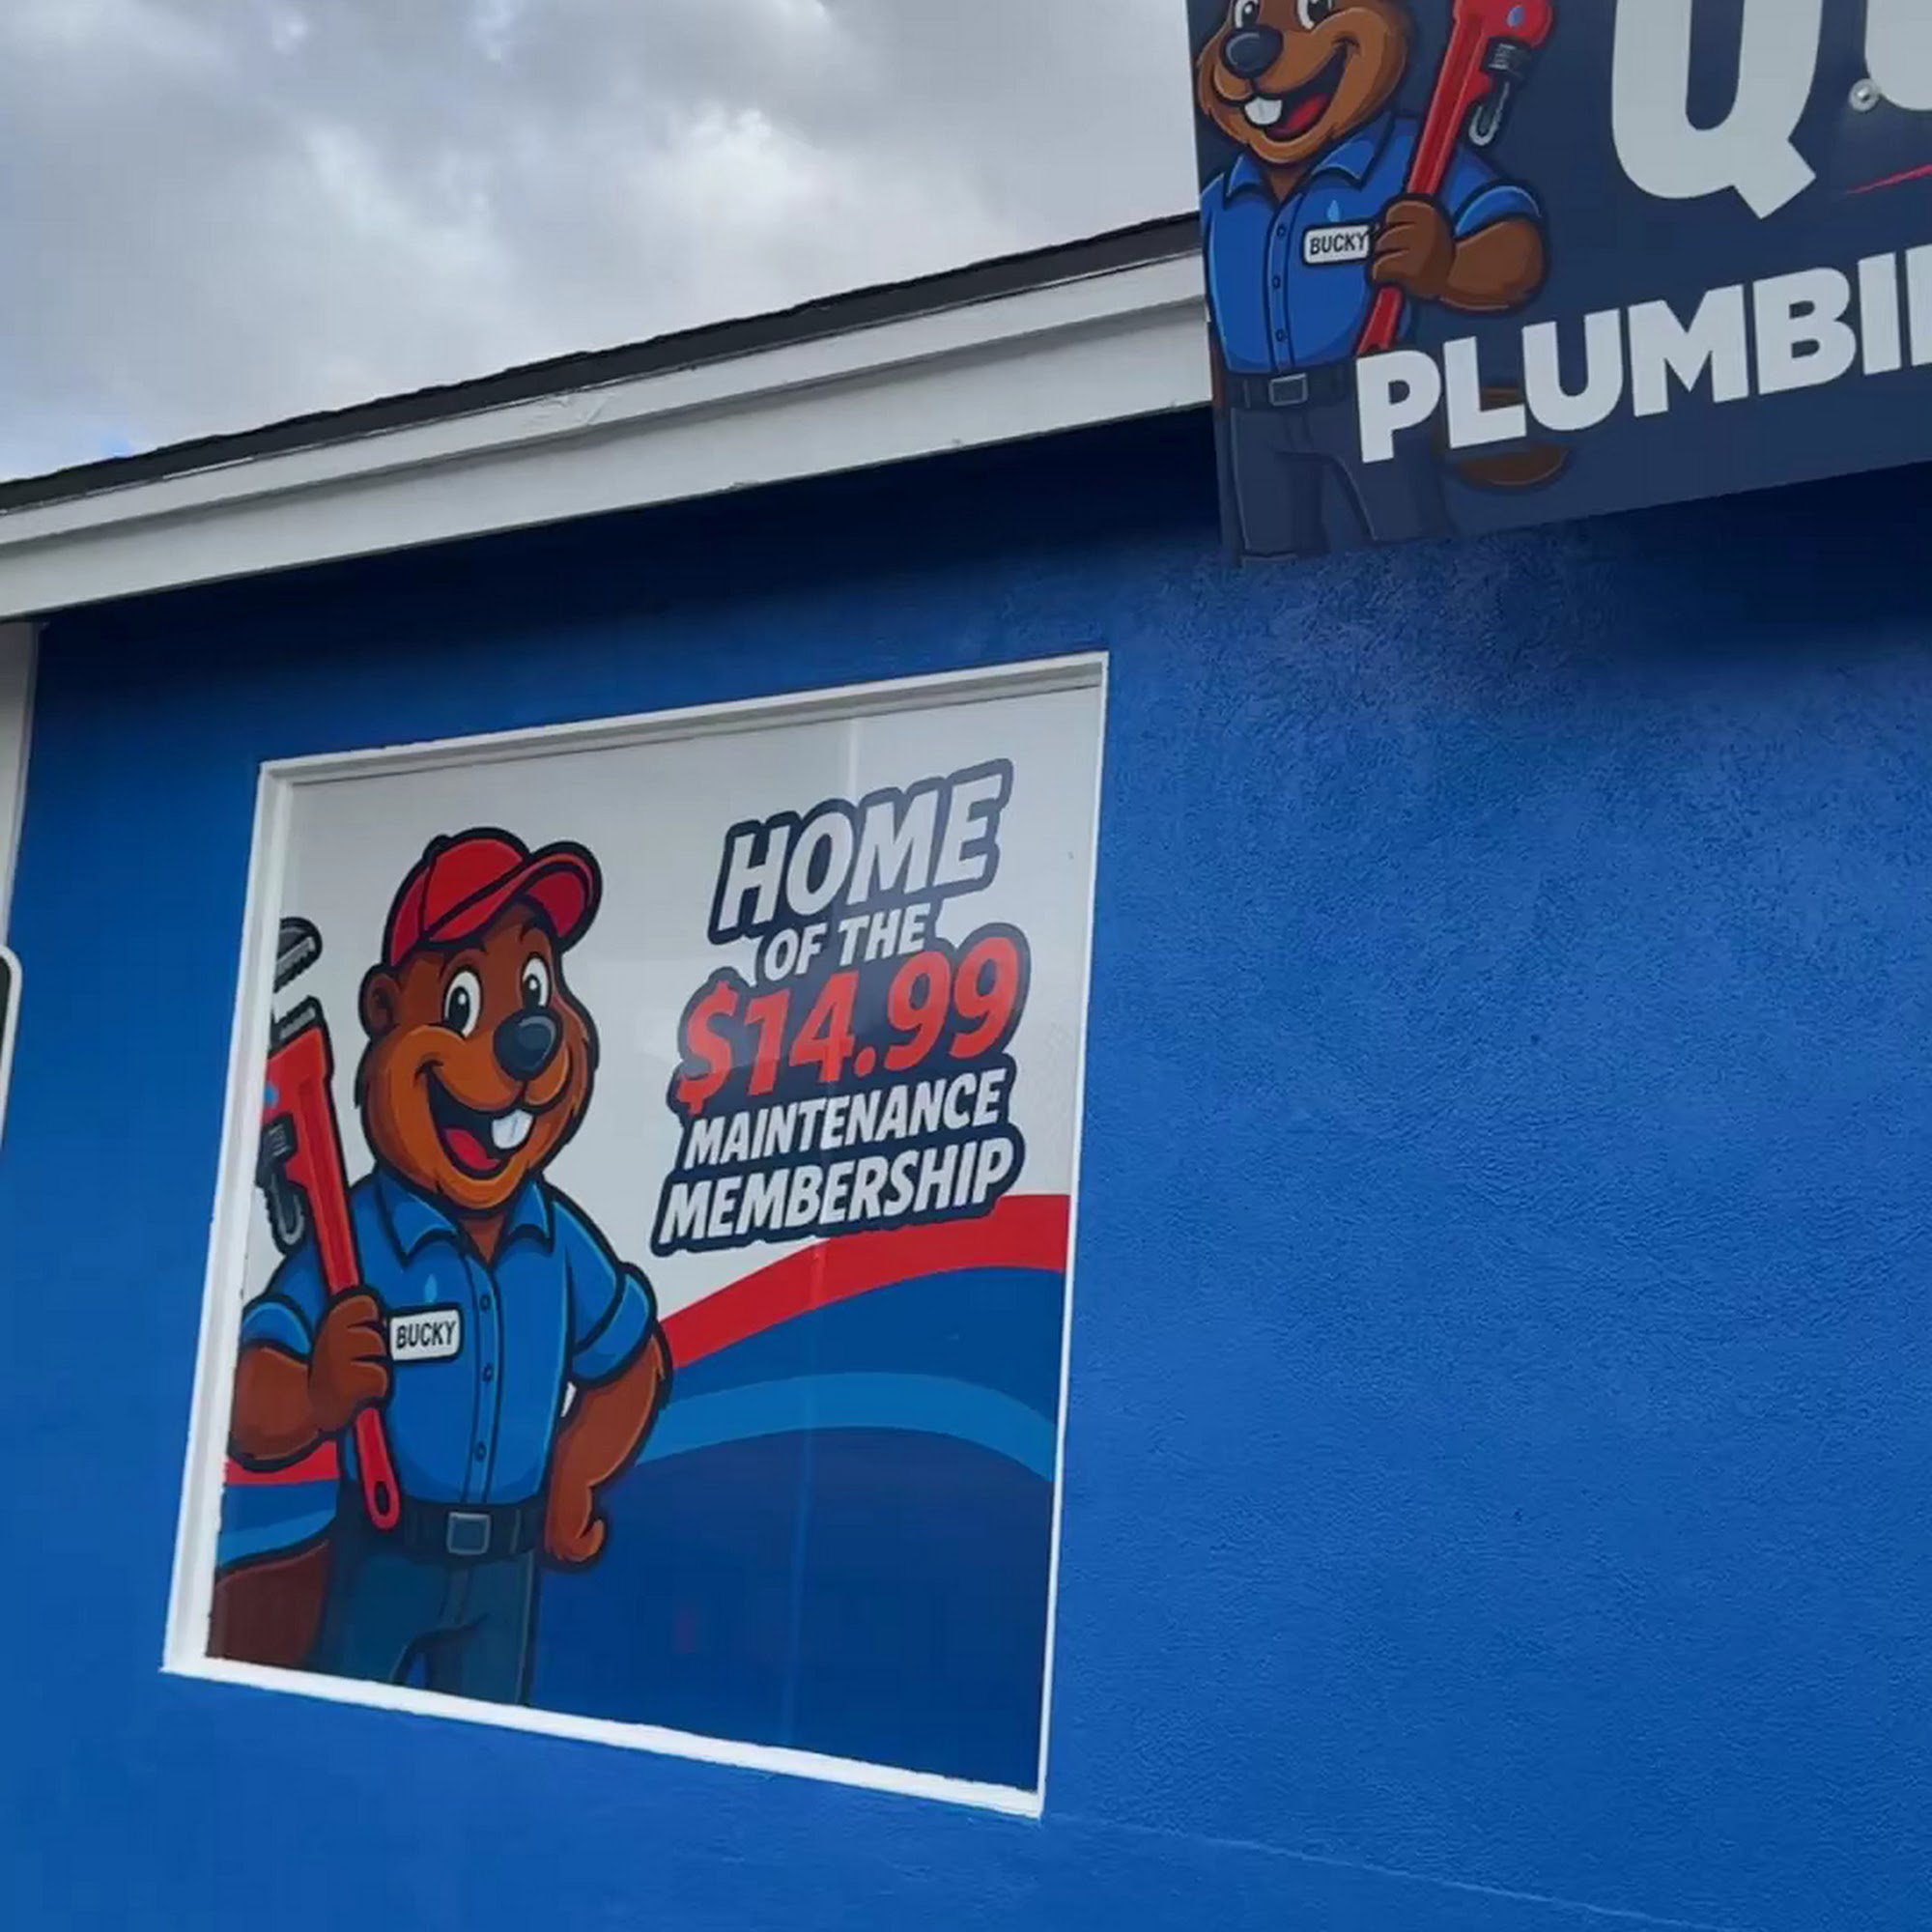 BUCKY
PLUMBI
HOME
OF THE
$14.99
MAINTENANCE
MEMBERSHIP
BUCKY